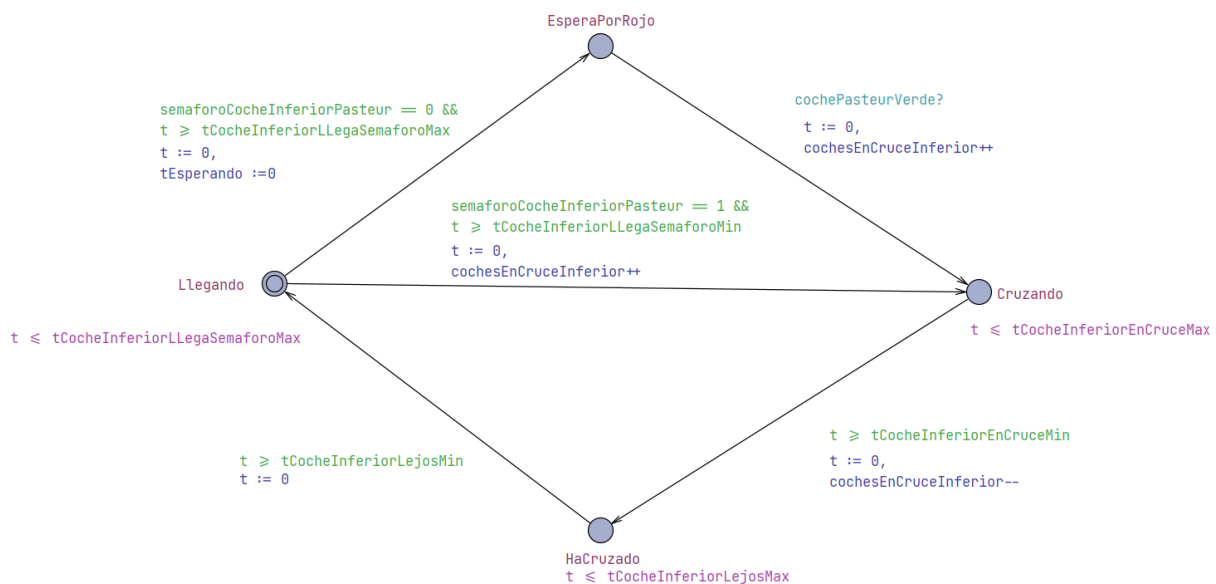 EsperaPorRojo
semaforoCocheInferiorPasteur == 0 &&
t ≥ tCocheInferiorLLegaSemaforoMax
t := 0,
tEsperando :=0
cochePasteurVerde?
t := 0,
cochesEnCruceInferior++
semaforoCocheInferiorPasteur == 1 &&
t ≥ tCocheInferiorLLegaSemaforoMin
t := 0,
cochesEnCruceInferior++
Llegando
t ≤ tCocheInferiorLLegaSemaforoMax
Cruzando
t ≤ tCocheInferiorEnCruceMax
t ≥ tCocheInferiorLejosMin
t := 0
t ≥ tCocheInferiorEnCruceMin
t := 0,
cochesEnCruceInferior--
HaCruzado
t ≤ tCocheInferiorLejosMax